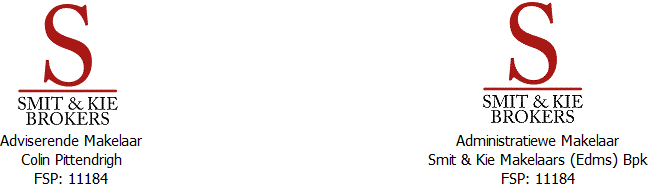 S
SMIT & KIE
BROKERS
Adviserende Makelaar
Colin Pittendrigh
FSP: 11184
S
SMIT & KIE
BROKERS
Administratiewe Makelaar
Smit & Kie Makelaars (Edms) Bpk
FSP: 11184